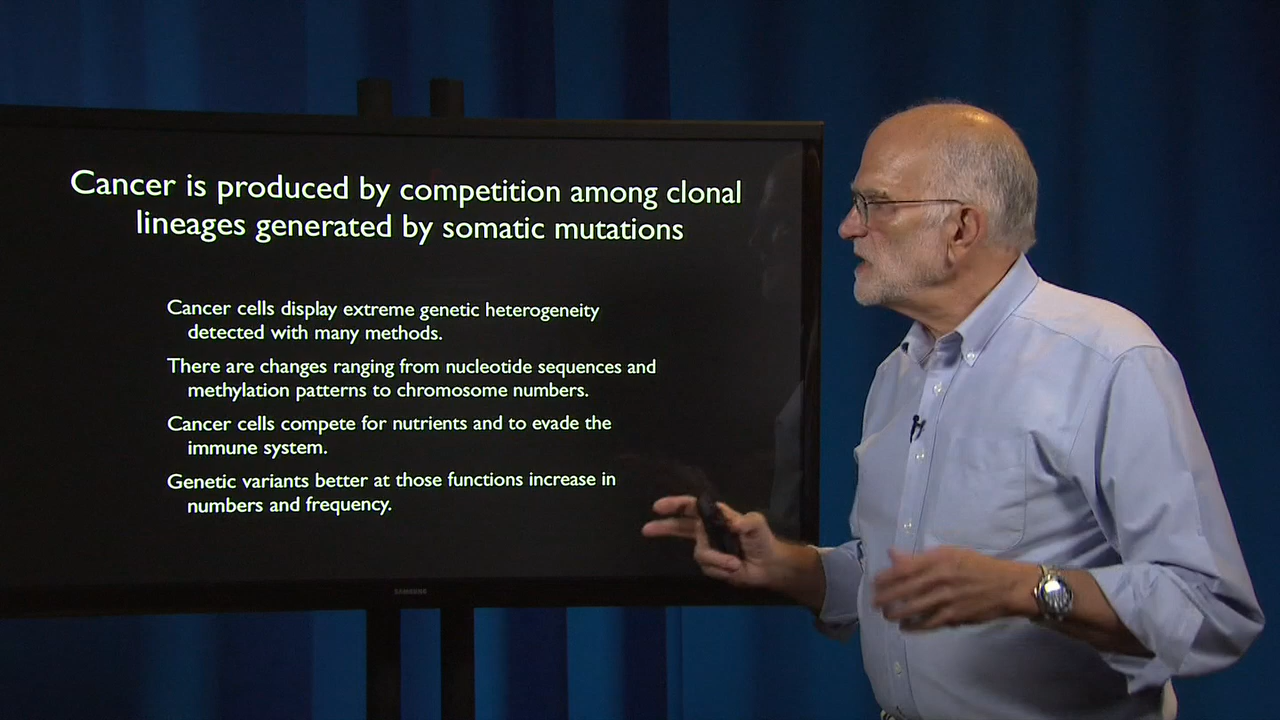 Cancer is produced by competition among clonal
lineages generated by somatic mutations
Cancer cells display extreme genetic heterogeneity
detected with many methods.
There are changes ranging from nucleotide sequences and
methylation patterns to chromosome numbers.
Cancer cells compete for nutrients and to evade the
immune system.
Genetic variants better at those functions increase in
numbers and frequency.
SAMSUNG